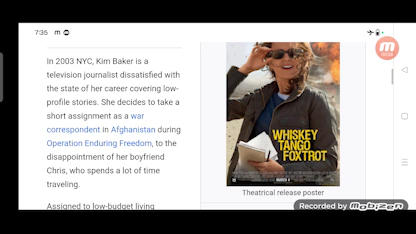 7:35
In 2003 NYC, Kim Baker is a
television journalist dissatisfied with
the state of her career covering low-
profile stories. She decides to take a
short assignment as a war
correspondent in Afghanistan during
Operation Enduring Freedom, to the
disappointment of her boyfriend
Chris, who spends a lot of time
traveling.
Assigned to low-budget living
WHISKEY
TANGO
FOXTROT
MARCH 4
Theatrical release poster
Recorded by Mobizen